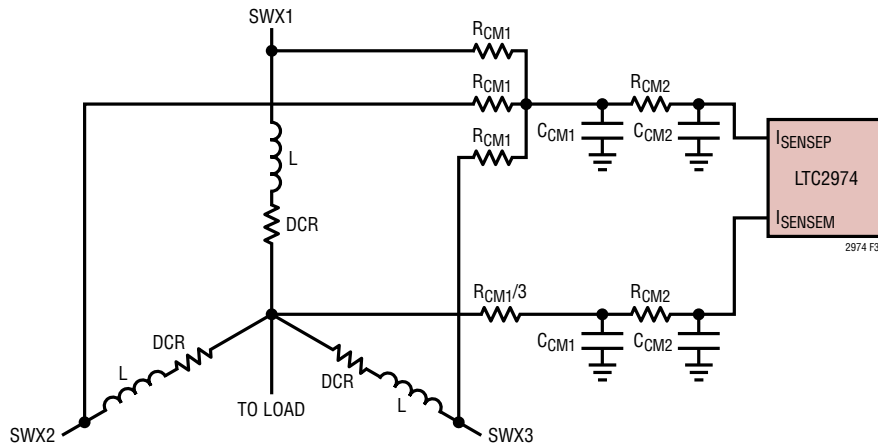 SWX1
RCM1
RCM1
RCM2
RCM1
CCM1
CCM2
ISENSEP
L
LTC2974
DCR
ISENSEM
2974 F3
RCM1/3
RCM2
DCR
L
CCM1
CCM2
DCR
L
TO LOAD
SWX2
SWX3